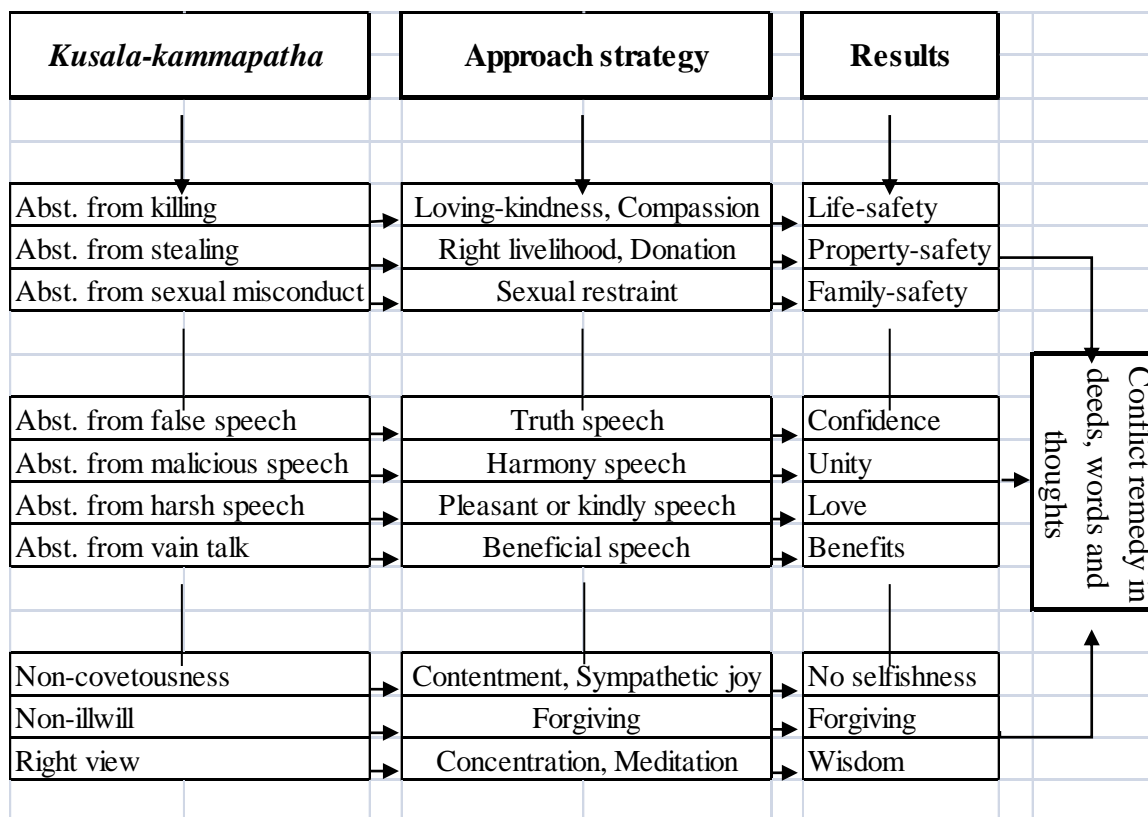 Kusala-kammapatha Approach strategy Results
Abst. from killing Loving-kindness, Compassion Life-safety
Abst. from stealing Right livelihood, Donation Property-safety
Abst. from sexual misconduct Sexual restraint Family-safety
Abst. from false speech Truth speech Confidence
Abst. from malicious speech Harmony speech Unity
Abst. from harsh speech Pleasant or kindly speech Love
Abst. from vain talk Beneficial speech Benefits
Non-covetousness Contentment, Sympathetic joy No selfishness
Non-illwill Forgiving Forgiving
Right view Concentration, Meditation Wisdom
Conflict remedy in
deeds, words and
thoughts